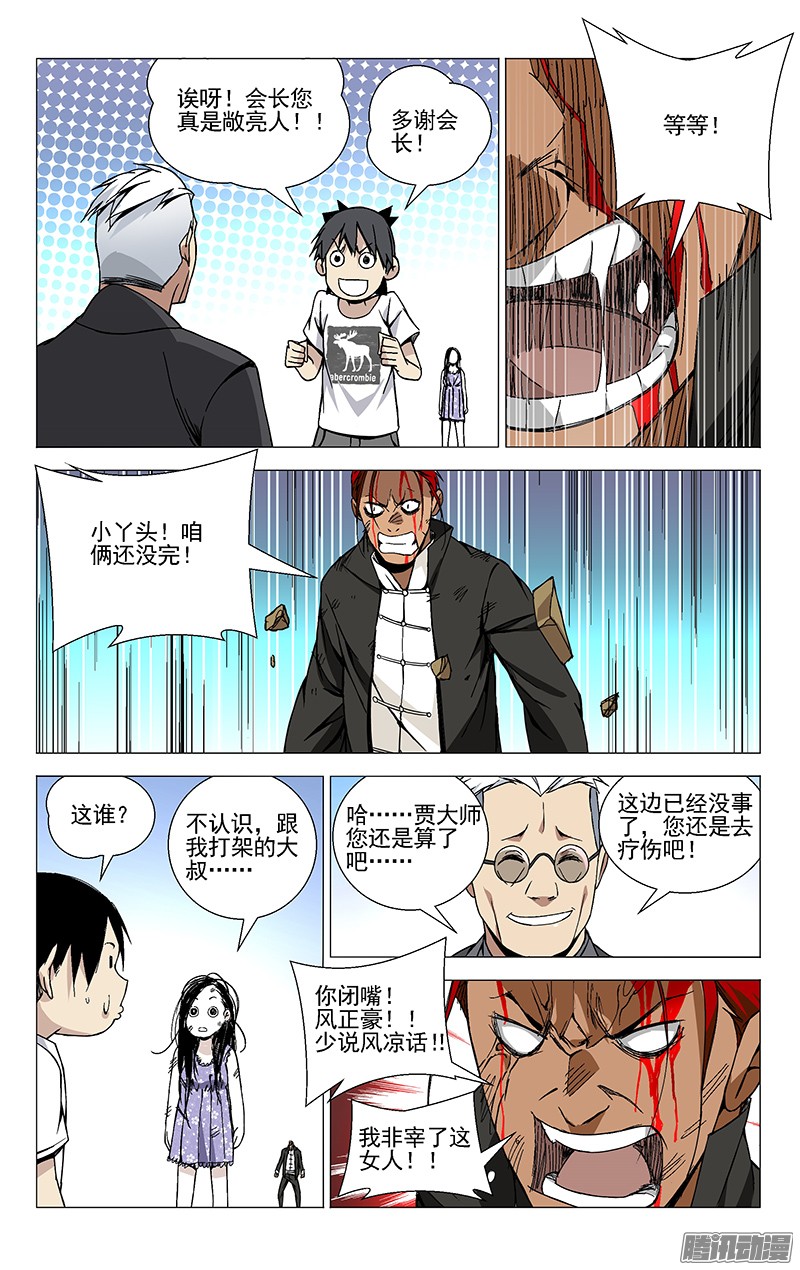 诶呀！会长您
真是敞亮人！！
多谢会
长！
abercrombie
等等！
小丫头！咱
俩还没完！
这谁？
不认识，跟
我打架的大
叔……
哈……贾大师
您还是算了
吧……
这边已经没事
了，您还是去
疗伤吧！
你闭嘴！
风正豪！！
少说风凉话！！
我非宰了这
女人！！
腾讯动漫